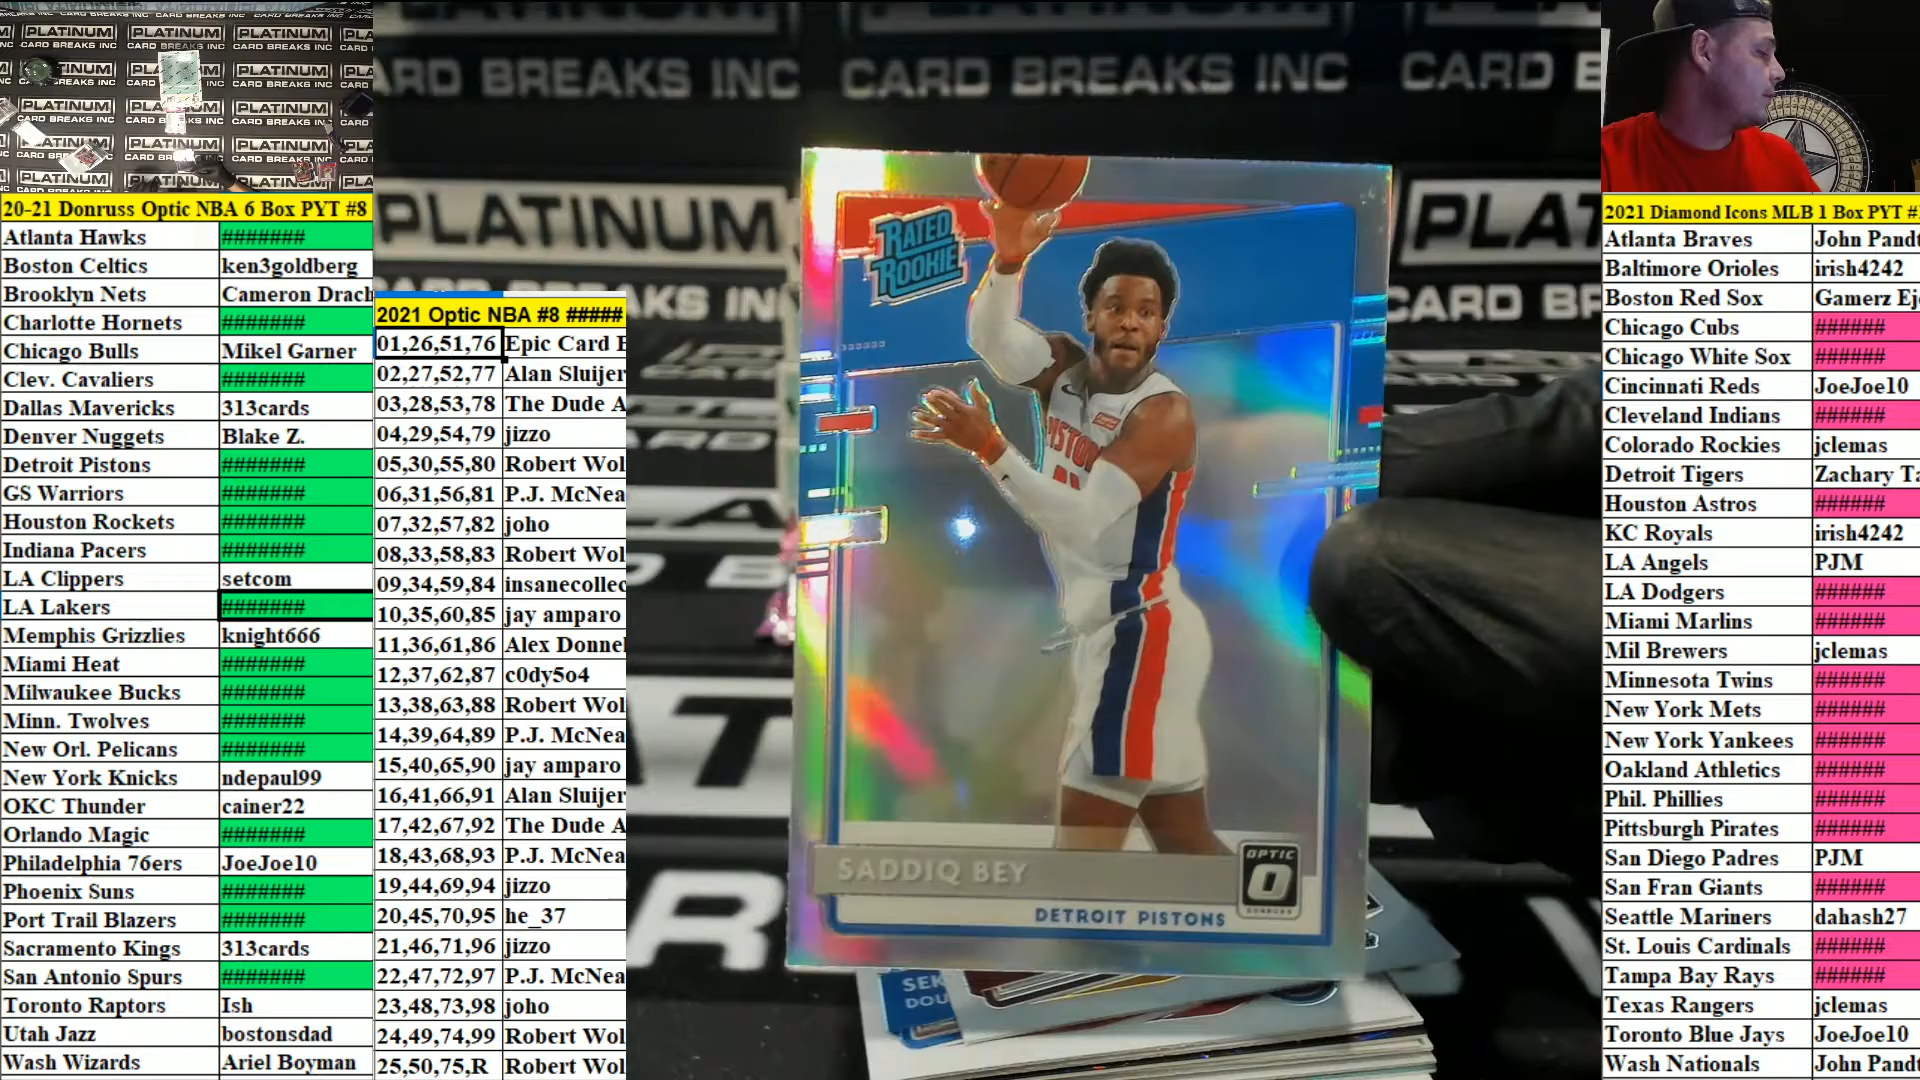 PLATINUM
CARD BREAKS INC
20-21 Donruss Optic NBA 6 Box PYT #8
Atlanta Hawks #######
Boston Celtics ken3goldberg
Brooklyn Nets Cameron Drach
Charlotte Hornets #######
Chicago Bulls Mikel Garner
Clev. Cavaliers #######
Dallas Mavericks 313cards
Denver Nuggets Blake Z.
Detroit Pistons #######
GS Warriors #######
Houston Rockets #######
Indiana Pacers #######
LA Clippers setcom
LA Lakers #######
Memphis Grizzlies knight666
Miami Heat #######
Milwaukee Bucks #######
Minn. Twolves #######
New Orl. Pelicans #######
New York Knicks ndepaul99
OKC Thunder cainer22
Orlando Magic #######
Philadelphia 76ers JoeJoe10
Phoenix Suns #######
Port Trail Blazers #######
Sacramento Kings 313cards
San Antonio Spurs #######
Toronto Raptors Ish
Utah Jazz bostonsdad
Wash Wizards Ariel Boyman
2021 Optic NBA #8 #####
01,26,51,76 Epic Card
02,27,52,77 Alan Sluijer
03,28,53,78 The Dude A
04,29,54,79 jizzo
05,30,55,80 Robert Wol
06,31,56,81 P.J. McNea
07,32,57,82 joho
08,33,58,83 Robert Wol
09,34,59,84 insanecollec
10,35,60,85 jay amparo
11,36,61,86 Alex Donnel
12,37,62,87 c0dy5o4
13,38,63,88 Robert Wol
14,39,64,89 P.J. McNea
15,40,65,90 jay amparo
16,41,66,91 Alan Sluijer
17,42,67,92 The Dude A
18,43,68,93 P.J. McNea
19,44,69,94 jizzo
20,45,70,95 he_37
21,46,71,96 jizzo
22,47,72,97 P.J. McNea
23,48,73,98 joho
24,49,74,99 Robert Wol
25,50,75,R Robert Wol
RATED
ROOKIE
SADDIQ BEY
OPTIC
DONRUSS
DETROIT PISTONS
SEK
DOU
2021 Diamond Icons MLB 1 Box PYT #
Atlanta Braves John Pandt
Baltimore Orioles irish4242
Boston Red Sox Gamerz Ej
Chicago Cubs ######
Chicago White Sox ######
Cincinnati Reds JoeJoe10
Cleveland Indians ######
Colorado Rockies jclemas
Detroit Tigers Zachary Ta
Houston Astros ######
KC Royals irish4242
LA Angels PJM
LA Dodgers ######
Miami Marlins ######
Mil Brewers jclemas
Minnesota Twins ######
New York Mets ######
New York Yankees ######
Oakland Athletics ######
Phil. Phillies ######
Pittsburgh Pirates ######
San Diego Padres PJM
San Fran Giants ######
Seattle Mariners dahash27
St. Louis Cardinals ######
Tampa Bay Rays ######
Texas Rangers jclemas
Toronto Blue Jays JoeJoe10
Wash Nationals John Pandt